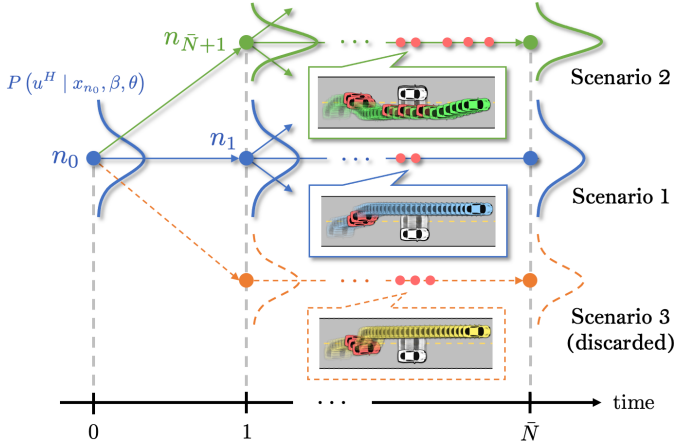 n_{N̄+1}
· · ·
Scenario 2
P (u^H | x_{n_0}, β, θ)
n_0
n_1
· · ·
Scenario 1
· · ·
Scenario 3
(discarded)
· · ·
time
0
1
N̄